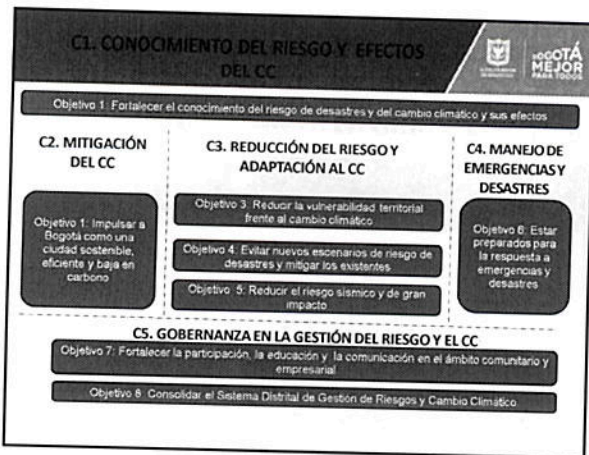 C1. CONOCIMIENTO DEL RIESGO Y EFECTOS
DEL CC
BOGOTÁ
MEJOR
PARA TODOS
Objetivo 1: Fortalecer el conocimiento del riesgo de desastres y del cambio climático y sus efectos
C2. MITIGACIÓN
DEL CC
Objetivo 1: Impulsar a
Bogotá como una
ciudad sostenible,
eficiente y baja en
carbono
C3. REDUCCIÓN DEL RIESGO Y
ADAPTACIÓN AL CC
Objetivo 3: Reducir la vulnerabilidad territorial
frente al cambio climático
Objetivo 4: Evitar nuevos escenarios de riesgo de
desastres y mitigar los existentes
Objetivo 5: Reducir el riesgo sísmico y de gran
impacto
C4. MANEJO DE
EMERGENCIAS Y
DESASTRES
Objetivo 6: Estar
preparados para
la respuesta a
emergencias y
desastres
C5. GOBERNANZA EN LA GESTIÓN DEL RIESGO Y EL CC
Objetivo 7: Fortalecer la participación, la educación y la comunicación en el ámbito comunitario y
empresarial
Objetivo 8: Consolidar el Sistema Distrital de Gestión de Riesgos y Cambio Climático